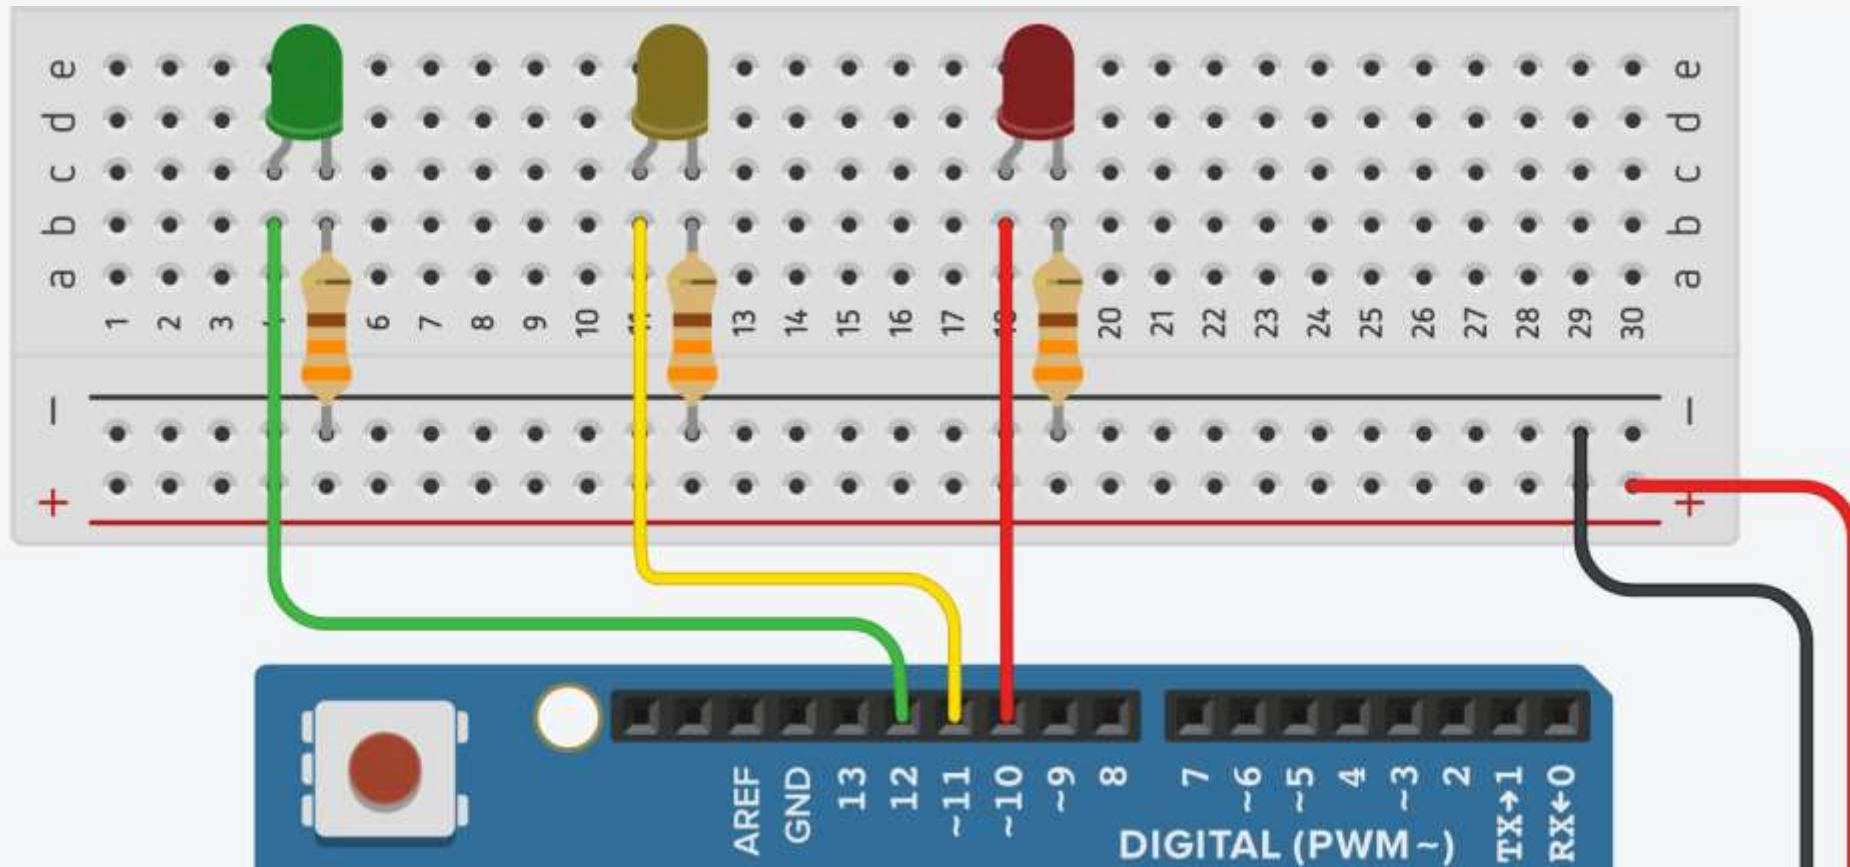 e e
d d
c c
b b
a a
1 2 3 6 7 8 9 10 13 14 15 16 17 20 21 22 23 24 25 26 27 28 29 30
— —
+ +
AREF GND 13 12 ~11 ~10 ~9 8 7 ~6 ~5 4 ~3 2 TX→1 RX←0
DIGITAL (PWM~)